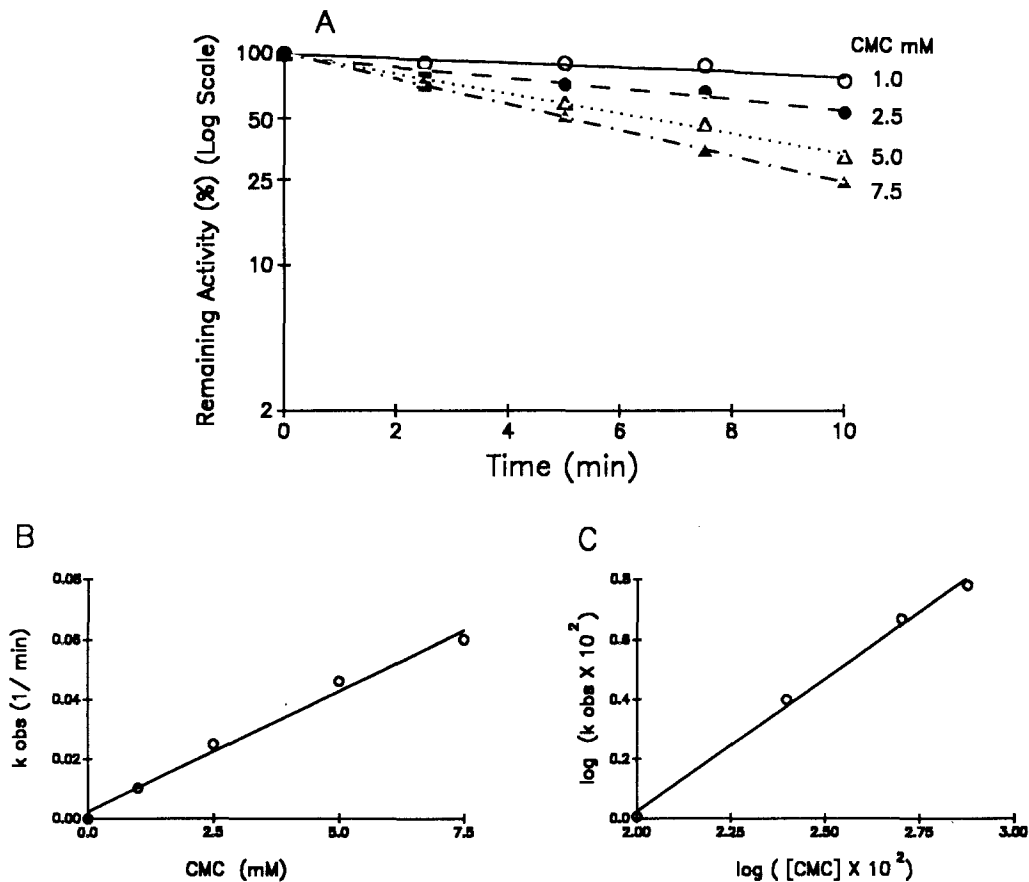 A
CMC mM
Remaining Activity (%) (Log Scale)
100
50
25
10
2
1.0
2.5
5.0
7.5
0 2 4 6 8 10
Time (min)
B
k obs (1/ min)
0.08
0.06
0.04
0.02
0.00
0.0 2.5 5.0 7.5
CMC (mM)
C
log (k obs X 10²)
0.8
0.6
0.4
0.2
0.0
2.00 2.25 2.50 2.75 3.00
log ( [CMC] X 10²)